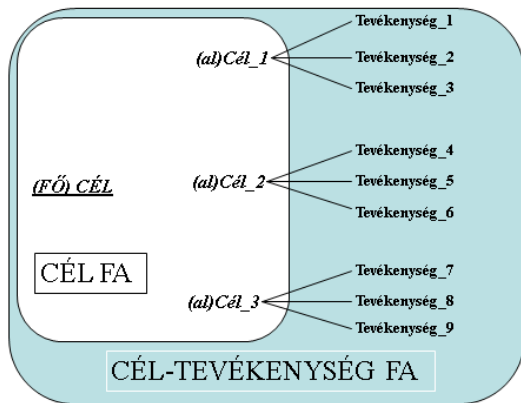 Tevékenység_1
(al)Cél_1
Tevékenység_2
Tevékenység_3
Tevékenység_4
(FŐ) CÉL
(al)Cél_2
Tevékenység_5
Tevékenység_6
CÉL FA
Tevékenység_7
(al)Cél_3
Tevékenység_8
Tevékenység_9
CÉL-TEVÉKENYSÉG FA